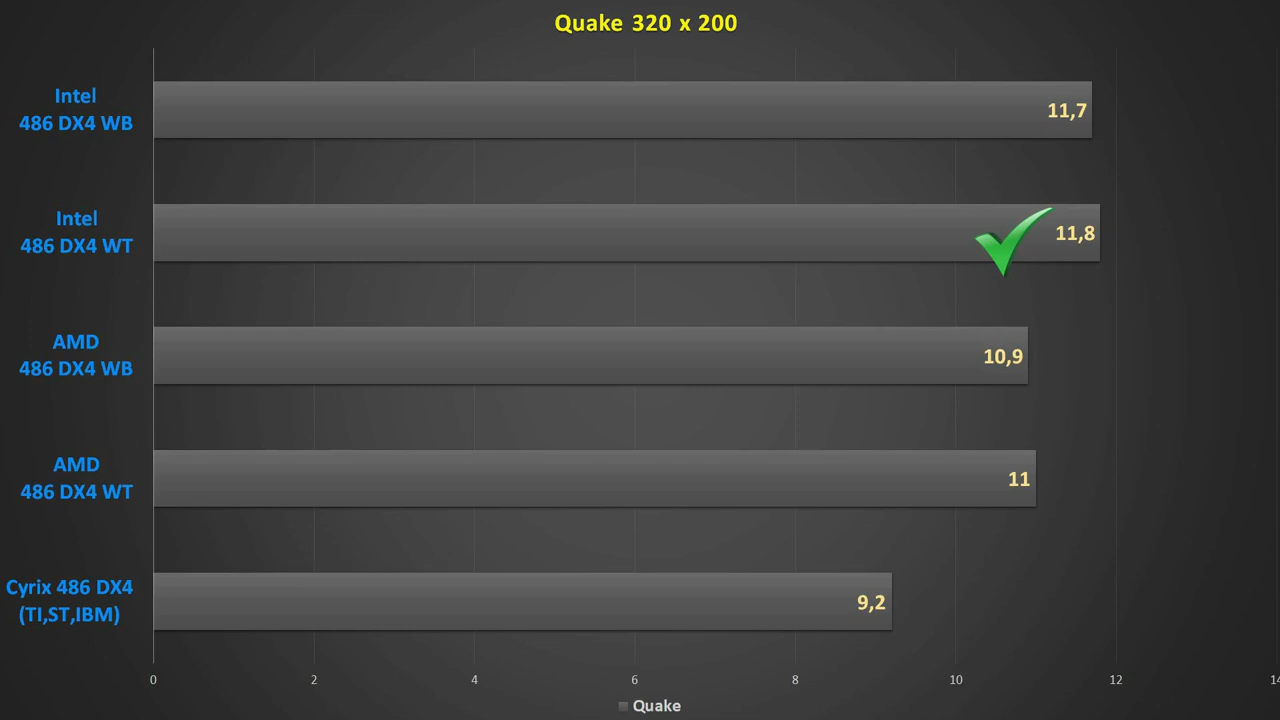 Quake 320 x 200
Intel
486 DX4 WB
11,7
Intel
486 DX4 WT
11,8
AMD
486 DX4 WB
10,9
AMD
486 DX4 WT
11
Cyrix 486 DX4
(TI,ST,IBM)
9,2
0 2 4 6 8 10 12 14
Quake